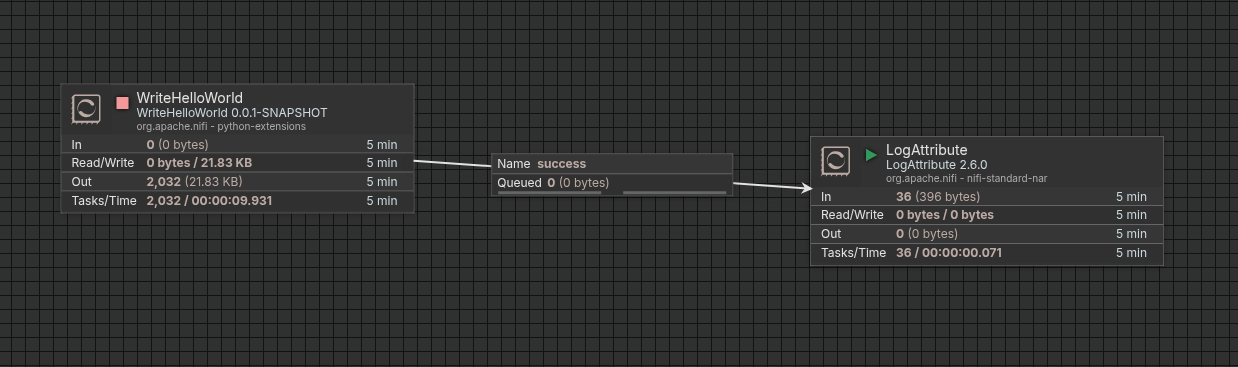 WriteHelloWorld
WriteHelloWorld 0.0.1-SNAPSHOT
org.apache.nifi - python-extensions
In 0 (0 bytes) 5 min
Read/Write 0 bytes / 21.83 KB 5 min
Out 2,032 (21.83 KB) 5 min
Tasks/Time 2,032 / 00:00:09.931 5 min
Name success
Queued 0 (0 bytes)
LogAttribute
LogAttribute 2.6.0
org.apache.nifi - nifi-standard-nar
In 36 (396 bytes) 5 min
Read/Write 0 bytes / 0 bytes 5 min
Out 0 (0 bytes) 5 min
Tasks/Time 36 / 00:00:00.071 5 min